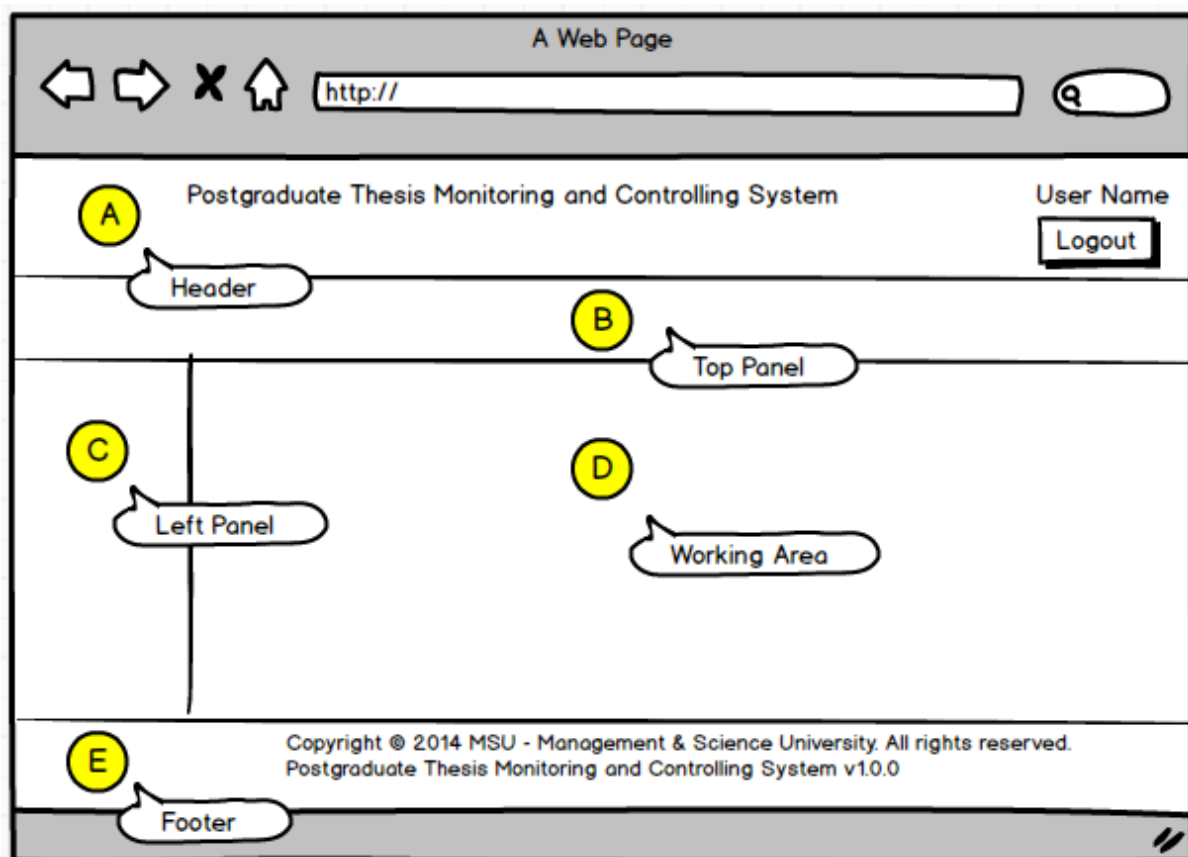 A Web Page
http://
Postgraduate Thesis Monitoring and Controlling System
User Name
A
Logout
Header
B
Top Panel
C
D
Left Panel
Working Area
Copyright © 2014 MSU - Management & Science University. All rights reserved.
E
Postgraduate Thesis Monitoring and Controlling System v1.0.0
Footer